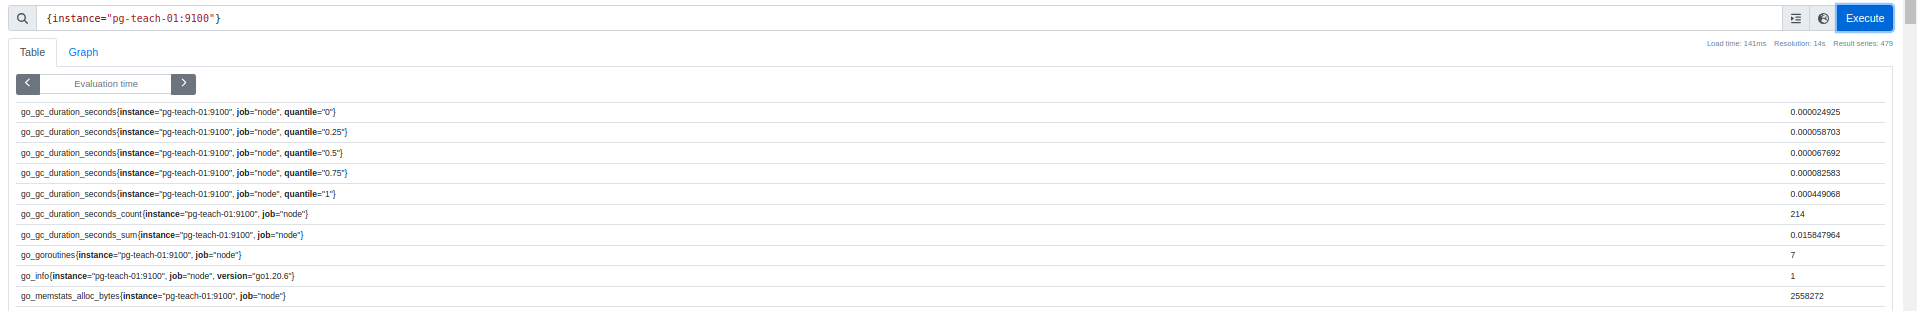 {instance="pg-teach-01:9100"}
Execute
Table Graph
Load time: 141ms Resolution: 14s Result series: 479
Evaluation time
go_gc_duration_seconds{instance="pg-teach-01:9100", job="node", quantile="0"} 0.000024925
go_gc_duration_seconds{instance="pg-teach-01:9100", job="node", quantile="0.25"} 0.000058703
go_gc_duration_seconds{instance="pg-teach-01:9100", job="node", quantile="0.5"} 0.000067692
go_gc_duration_seconds{instance="pg-teach-01:9100", job="node", quantile="0.75"} 0.000082583
go_gc_duration_seconds{instance="pg-teach-01:9100", job="node", quantile="1"} 0.000449068
go_gc_duration_seconds_count{instance="pg-teach-01:9100", job="node"} 214
go_gc_duration_seconds_sum{instance="pg-teach-01:9100", job="node"} 0.015847964
go_goroutines{instance="pg-teach-01:9100", job="node"} 7
go_info{instance="pg-teach-01:9100", job="node", version="go1.20.6"} 1
go_memstats_alloc_bytes{instance="pg-teach-01:9100", job="node"} 2558272